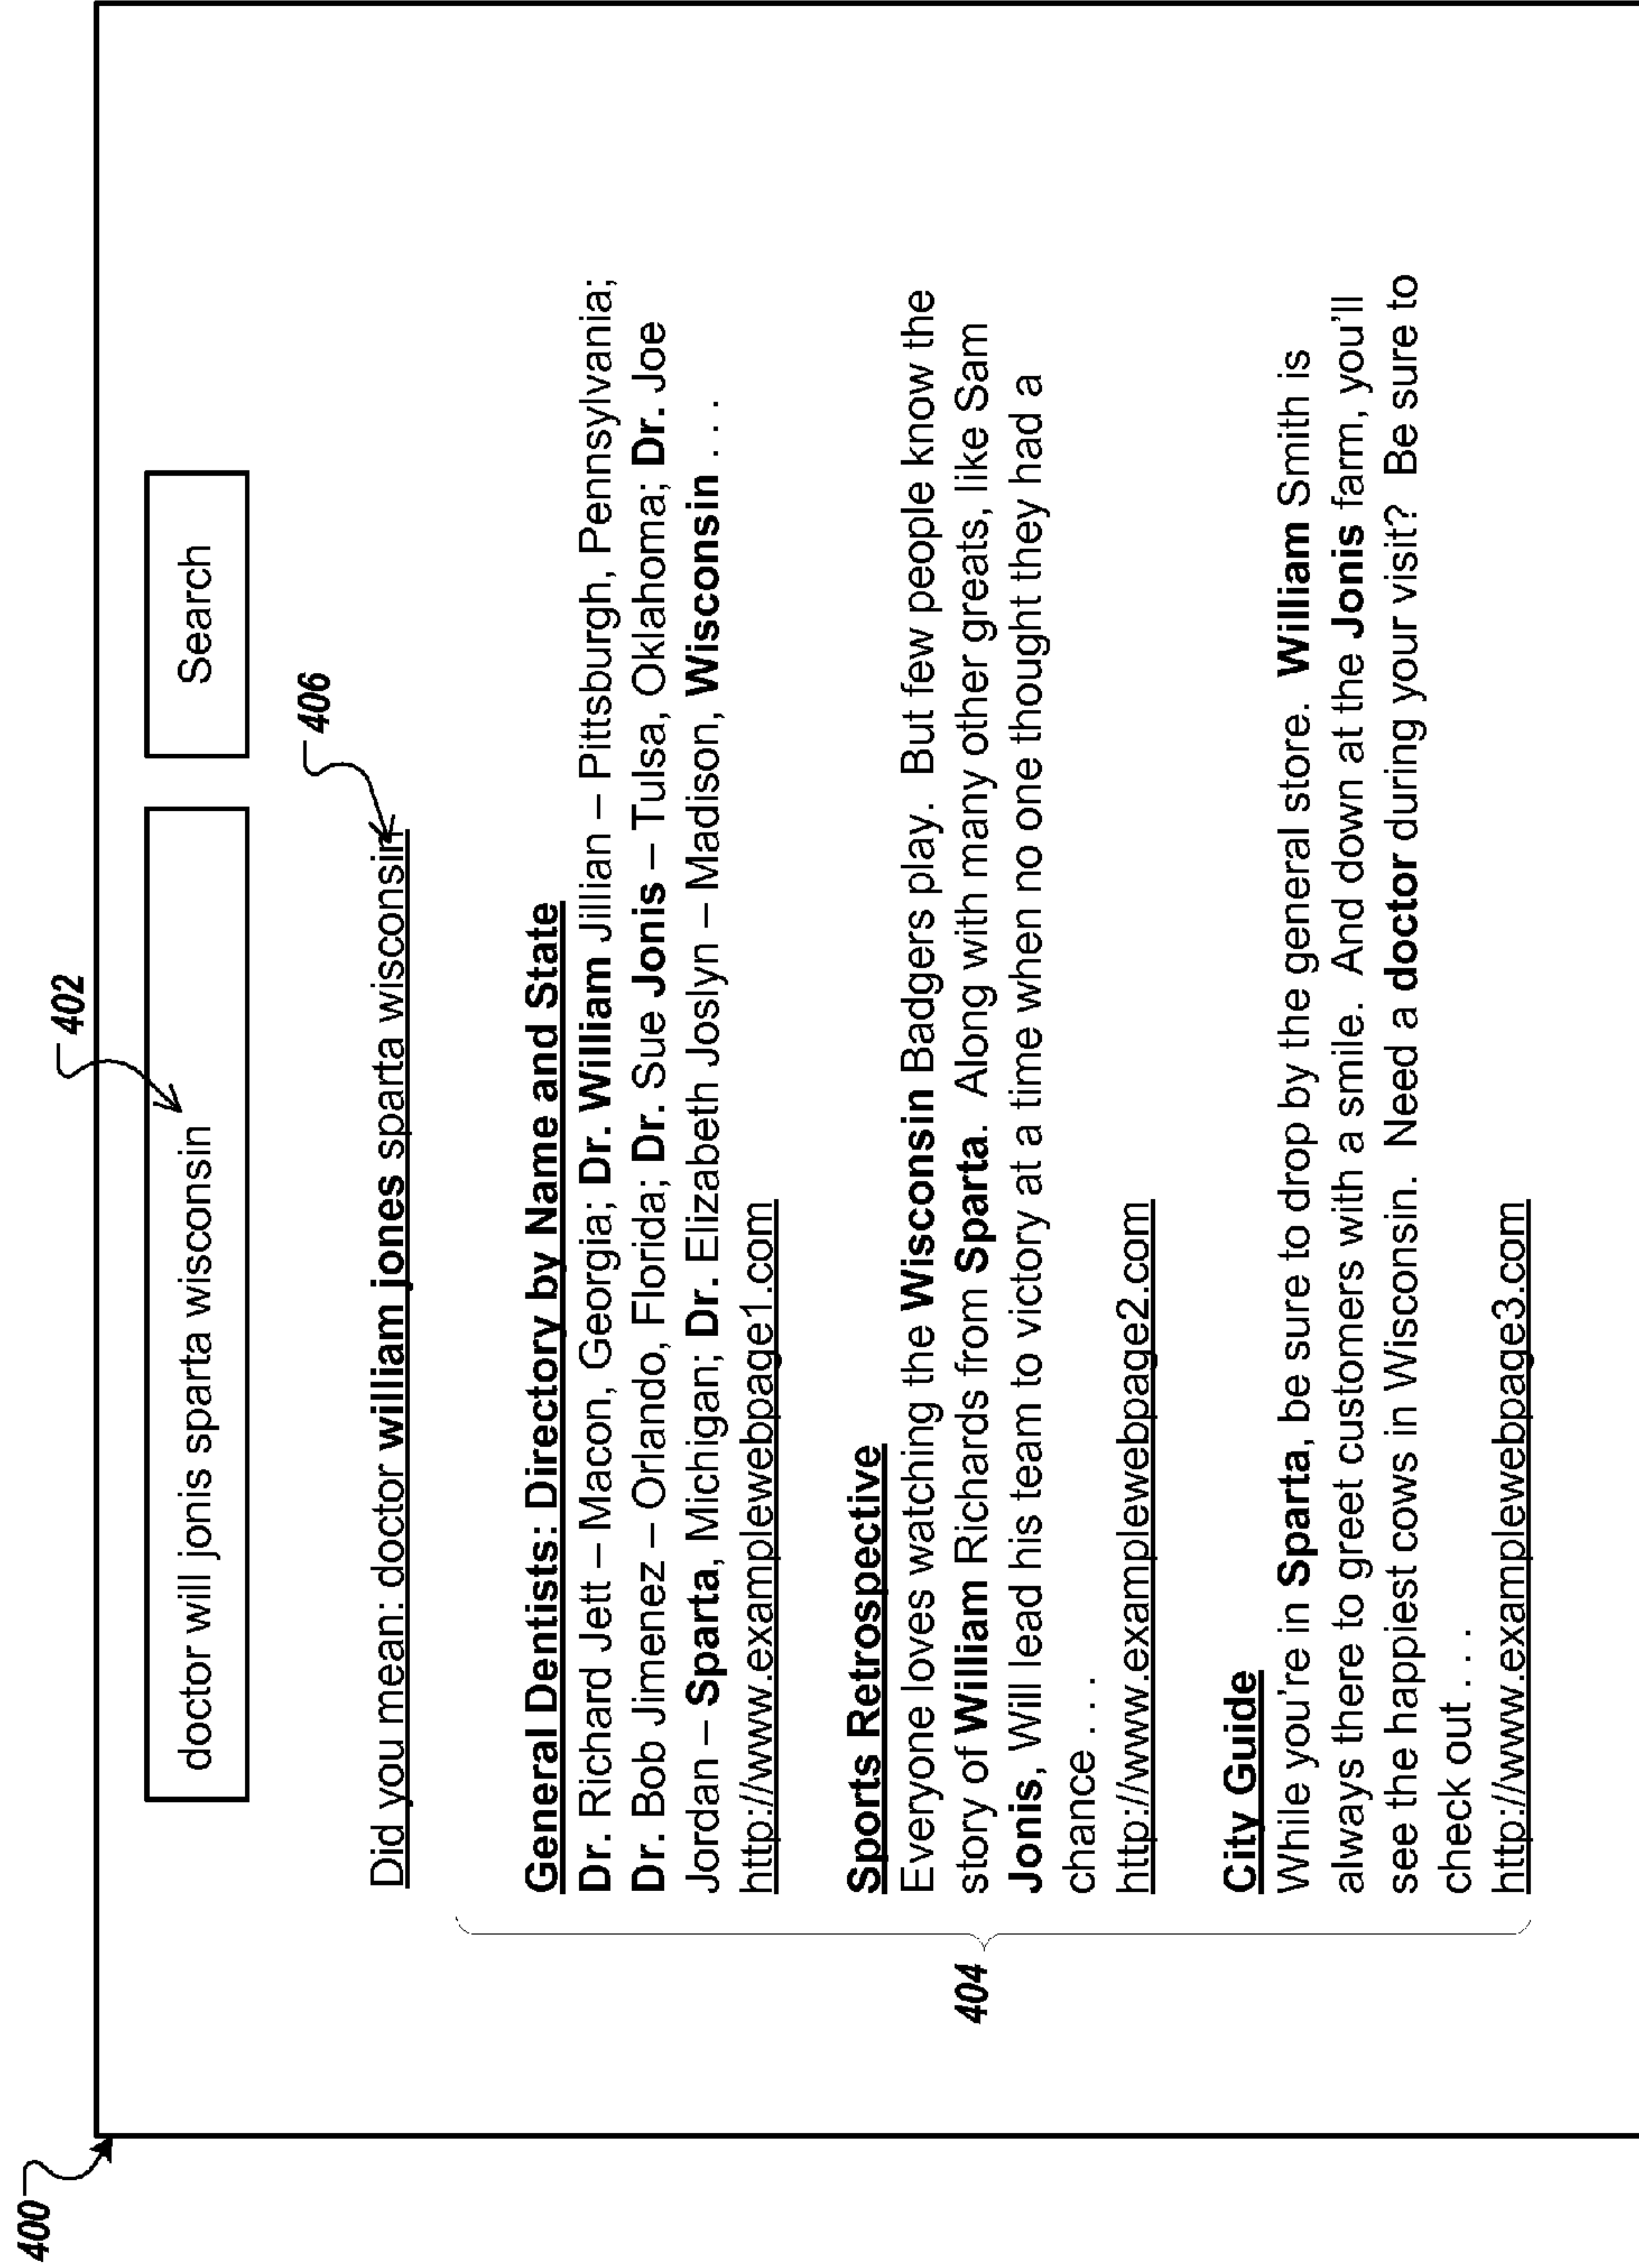 400
402
doctor will jonis sparta wisconsin
Search
406
Did you mean: doctor william jones sparta wisconsin
404
General Dentists: Directory by Name and State
Dr. Richard Jett – Macon, Georgia; Dr. William Jillian – Pittsburgh, Pennsylvania;
Dr. Bob Jimenez – Orlando, Florida; Dr. Sue Jonis – Tulsa, Oklahoma; Dr. Joe
Jordan – Sparta, Michigan; Dr. Elizabeth Joslyn – Madison, Wisconsin . . .
http://www.examplewebpage1.com
Sports Retrospective
Everyone loves watching the Wisconsin Badgers play. But few people know the
story of William Richards from Sparta. Along with many other greats, like Sam
Jonis, Will lead his team to victory at a time when no one thought they had a
chance . . .
http://www.examplewebpage2.com
City Guide
While you're in Sparta, be sure to drop by the general store. William Smith is
always there to greet customers with a smile. And down at the Jonis farm, you'll
see the happiest cows in Wisconsin. Need a doctor during your visit? Be sure to
check out . . .
http://www.examplewebpage3.com